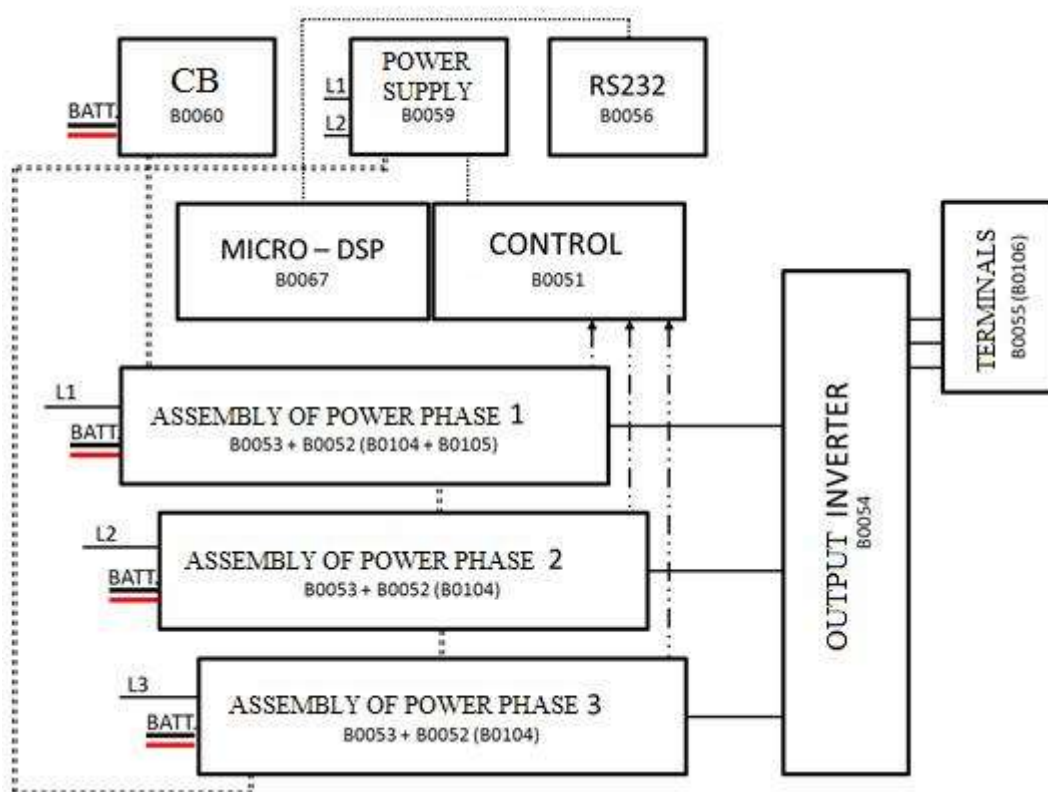 CB
B0060
BATT.
POWER
SUPPLY
B0059
L1
L2
RS232
B0056
MICRO – DSP
B0067
CONTROL
B0051
TERMINALS
B0055 (B0106)
L1
BATT.
ASSEMBLY OF POWER PHASE 1
B0053 + B0052 (B0104 + B0105)
L2
BATT.
ASSEMBLY OF POWER PHASE 2
B0053 + B0052 (B0104)
L3
BATT.
ASSEMBLY OF POWER PHASE 3
B0053 + B0052 (B0104)
OUTPUT INVERTER
B0054